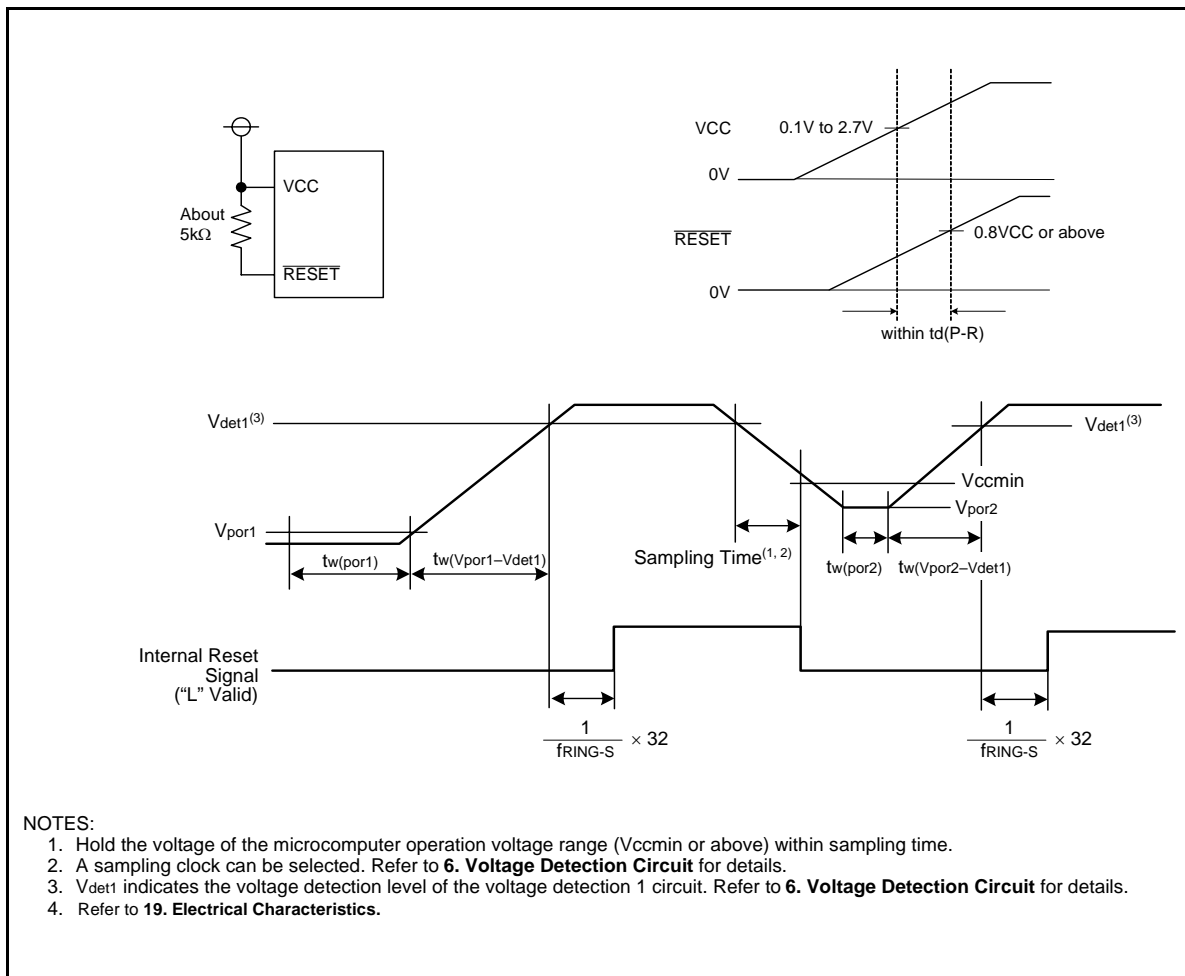 VCC
0.1V to 2.7V
0V
VCC
About
5kΩ
RESET
RESET
0.8VCC or above
0V
within td(P-R)
Vdet1(3)
Vdet1(3)
Vccmin
Vpor1
Vpor2
tw(por1)
tw(Vpor1–Vdet1)
Sampling Time(1, 2)
tw(por2)
tw(Vpor2–Vdet1)
Internal Reset
Signal
(“L” Valid)
1
fRING-S
× 32
1
fRING-S
× 32
NOTES:
1. Hold the voltage of the microcomputer operation voltage range (Vccmin or above) within sampling time.
2. A sampling clock can be selected. Refer to 6. Voltage Detection Circuit for details.
3. Vdet1 indicates the voltage detection level of the voltage detection 1 circuit. Refer to 6. Voltage Detection Circuit for details.
4. Refer to 19. Electrical Characteristics.